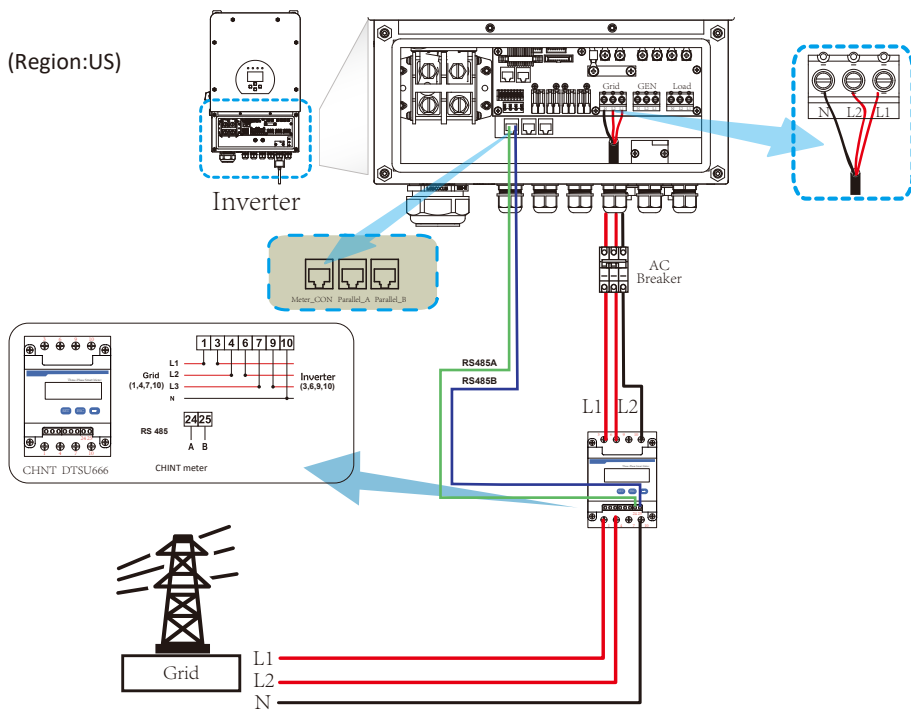 (Region:US)
Inverter
Grid
GEN
Load
N
L2
L1
Meter_CON
Parallel_A
Parallel_B
AC
Breaker
RS485A
RS485B
L1
L2
1 3 4 6 7 9 10
L1
L2
L3
N
Grid
(1,4,7,10)
Inverter
(3,6,9,10)
24 25
RS 485
A B
CHNT DTSU666
CHINT meter
Grid
L1
L2
N